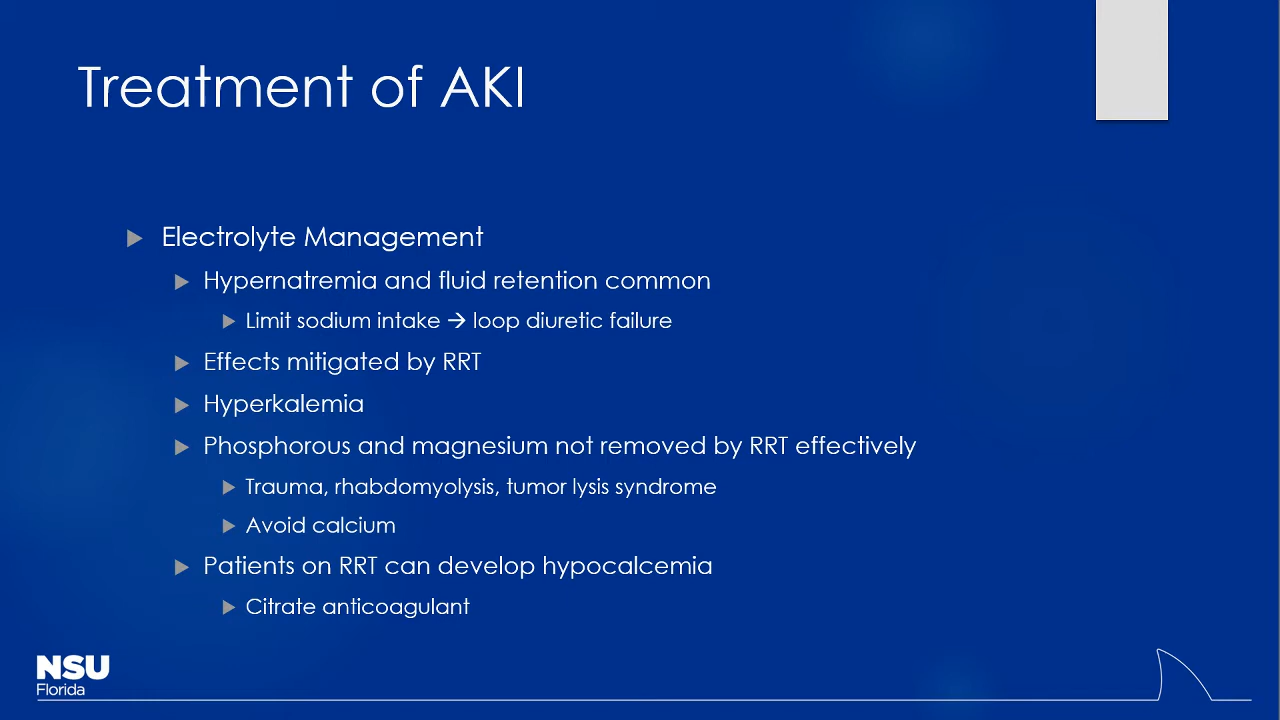 Treatment of AKI
Electrolyte Management
Hypernatremia and fluid retention common
Limit sodium intake → loop diuretic failure
Effects mitigated by RRT
Hyperkalemia
Phosphorous and magnesium not removed by RRT effectively
Trauma, rhabdomyolysis, tumor lysis syndrome
Avoid calcium
Patients on RRT can develop hypocalcemia
Citrate anticoagulant
NSU
Florida